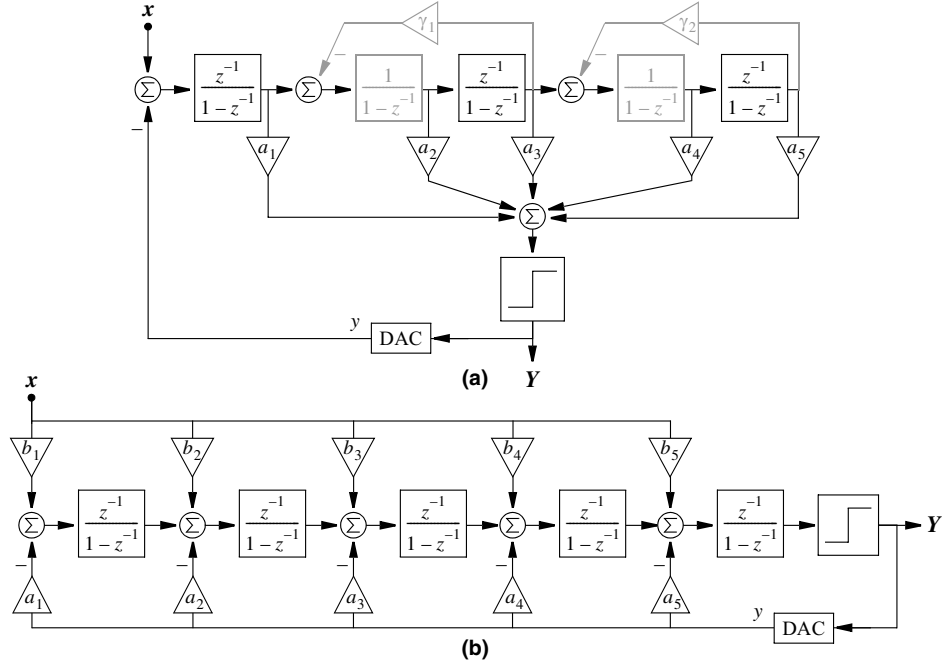 x
γ₁
γ₂
−
−
Σ
z⁻¹
1 − z⁻¹
Σ
1
1 − z⁻¹
z⁻¹
1 − z⁻¹
Σ
1
1 − z⁻¹
z⁻¹
1 − z⁻¹
−
a₁
a₂
a₃
a₄
a₅
Σ
y
DAC
Y
(a)
x
b₁
b₂
b₃
b₄
b₅
Σ
z⁻¹
1 − z⁻¹
Σ
z⁻¹
1 − z⁻¹
Σ
z⁻¹
1 − z⁻¹
Σ
z⁻¹
1 − z⁻¹
Σ
z⁻¹
1 − z⁻¹
Y
−
−
−
−
−
a₁
a₂
a₃
a₄
a₅
y
DAC
(b)